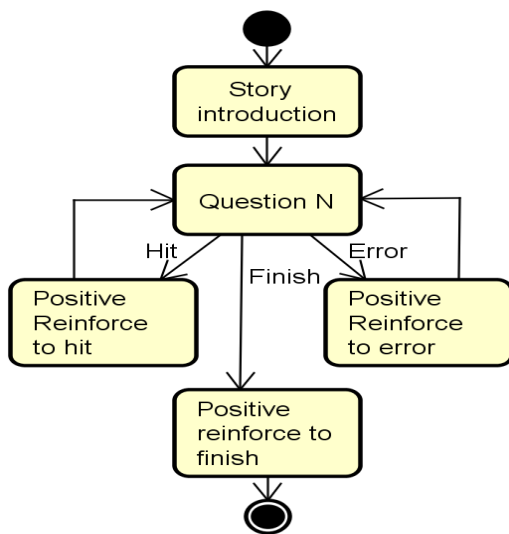 Story
introduction
Question N
Hit
Error
Finish
Positive
Reinforce
to hit
Positive
Reinforce
to error
Positive
reinforce to
finish